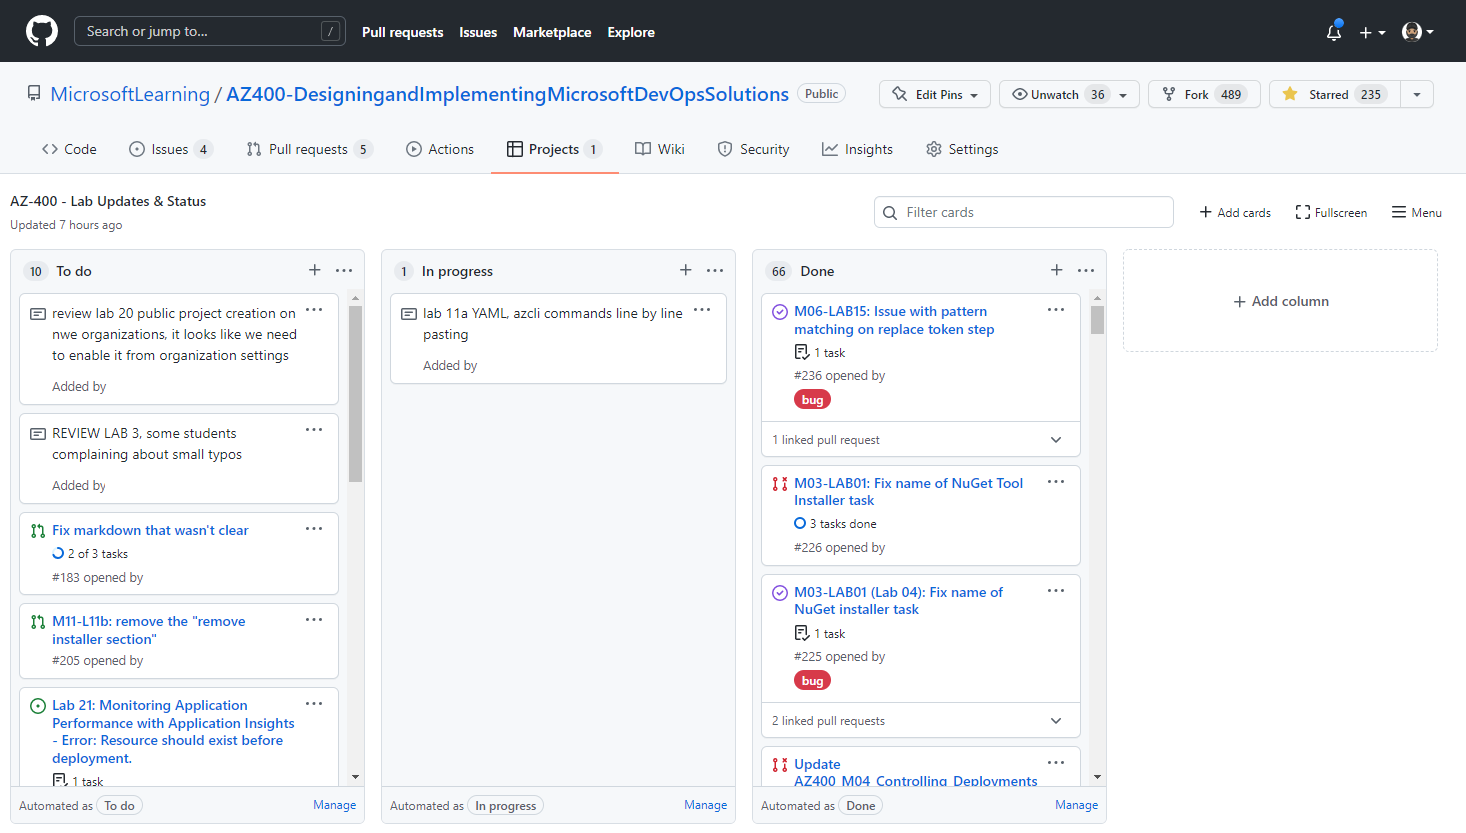 Search or jump to... /
Pull requests Issues Marketplace Explore
MicrosoftLearning / AZ400-DesigningandImplementingMicrosoftDevOpsSolutions Public
Edit Pins Unwatch 36 Fork 489 Starred 235
Code Issues 4 Pull requests 5 Actions Projects 1 Wiki Security Insights Settings
AZ-400 - Lab Updates & Status
Updated 7 hours ago
Filter cards
Add cards Fullscreen Menu
10 To do
review lab 20 public project creation on
nwe organizations, it looks like we need
to enable it from organization settings
Added by
REVIEW LAB 3, some students
complaining about small typos
Added by
Fix markdown that wasn't clear
2 of 3 tasks
#183 opened by
M11-L11b: remove the "remove
installer section"
#205 opened by
Lab 21: Monitoring Application
Performance with Application Insights
- Error: Resource should exist before
deployment.
1 task
Automated as To do Manage
1 In progress
lab 11a YAML, azcli commands line by line
pasting
Added by
Automated as In progress Manage
66 Done
M06-LAB15: Issue with pattern
matching on replace token step
1 task
#236 opened by
bug
1 linked pull request
M03-LAB01: Fix name of NuGet Tool
Installer task
3 tasks done
#226 opened by
M03-LAB01 (Lab 04): Fix name of
NuGet installer task
1 task
#225 opened by
bug
2 linked pull requests
Update
AZ400_M04_Controlling_Deployments
Automated as Done Manage
Add column